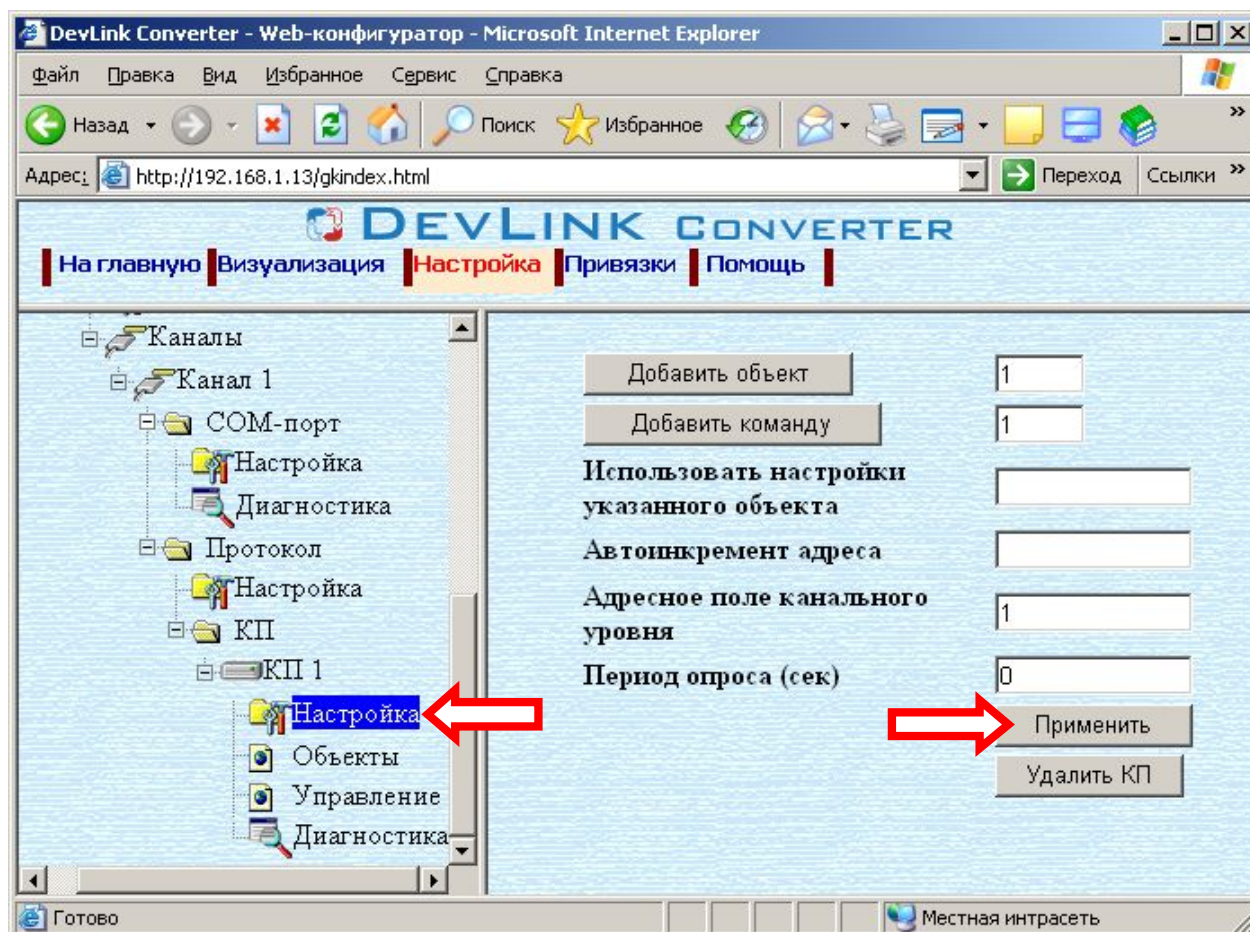 DevLink Converter - Web-конфигуратор - Microsoft Internet Explorer
Файл Правка Вид Избранное Сервис Справка
Назад Поиск Избранное »
Адрес: http://192.168.1.13/gkindex.html Переход Ссылки »
DEVLINK CONVERTER
На главную Визуализация Настройка Привязки Помощь
Каналы
Канал 1
COM-порт
Настройка
Диагностика
Протокол
Настройка
КП
КП 1
Настройка
Объекты
Управление
Диагностика
Добавить объект 1
Добавить команду 1
Использовать настройки
указанного объекта
Автоинкремент адреса
Адресное поле канального
уровня 1
Период опроса (сек) 0
Применить
Удалить КП
Готово Местная интрасеть